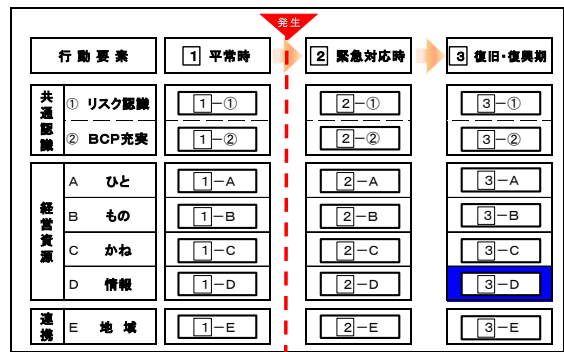 発生
行動要素 1 平常時 2 緊急対応時 3 復旧・復興期
共通認識
① リスク認識 1－① 2－① 3－①
② BCP充実 1－② 2－② 3－②
経営資源
A ひと 1－A 2－A 3－A
B もの 1－B 2－B 3－B
C かね 1－C 2－C 3－C
D 情報 1－D 2－D 3－D
連携
E 地域 1－E 2－E 3－E